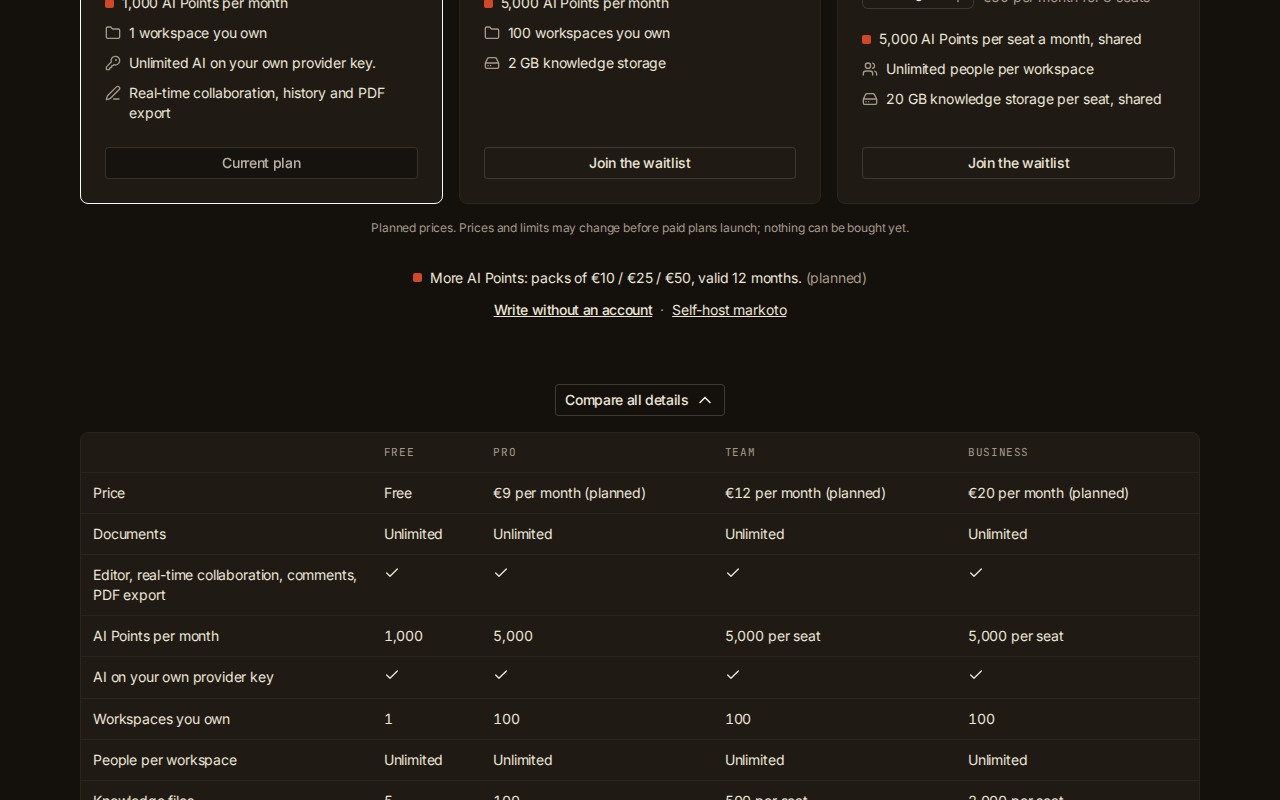 1,000 AI Points per month
1 workspace you own
Unlimited AI on your own provider key.
Real-time collaboration, history and PDF
export
Current plan
5,000 AI Points per month
100 workspaces you own
2 GB knowledge storage
Join the waitlist
5,000 AI Points per seat a month, shared
Unlimited people per workspace
20 GB knowledge storage per seat, shared
Join the waitlist
Planned prices. Prices and limits may change before paid plans launch; nothing can be bought yet.
More AI Points: packs of €10 / €25 / €50, valid 12 months. (planned)
Write without an account · Self-host markoto
Compare all details
FREE PRO TEAM BUSINESS
Price Free €9 per month (planned) €12 per month (planned) €20 per month (planned)
Documents Unlimited Unlimited Unlimited Unlimited
Editor, real-time collaboration, comments,
PDF export
AI Points per month 1,000 5,000 5,000 per seat 5,000 per seat
AI on your own provider key
Workspaces you own 1 100 100 100
People per workspace Unlimited Unlimited Unlimited Unlimited
Knowledge files 5 100 500 per seat